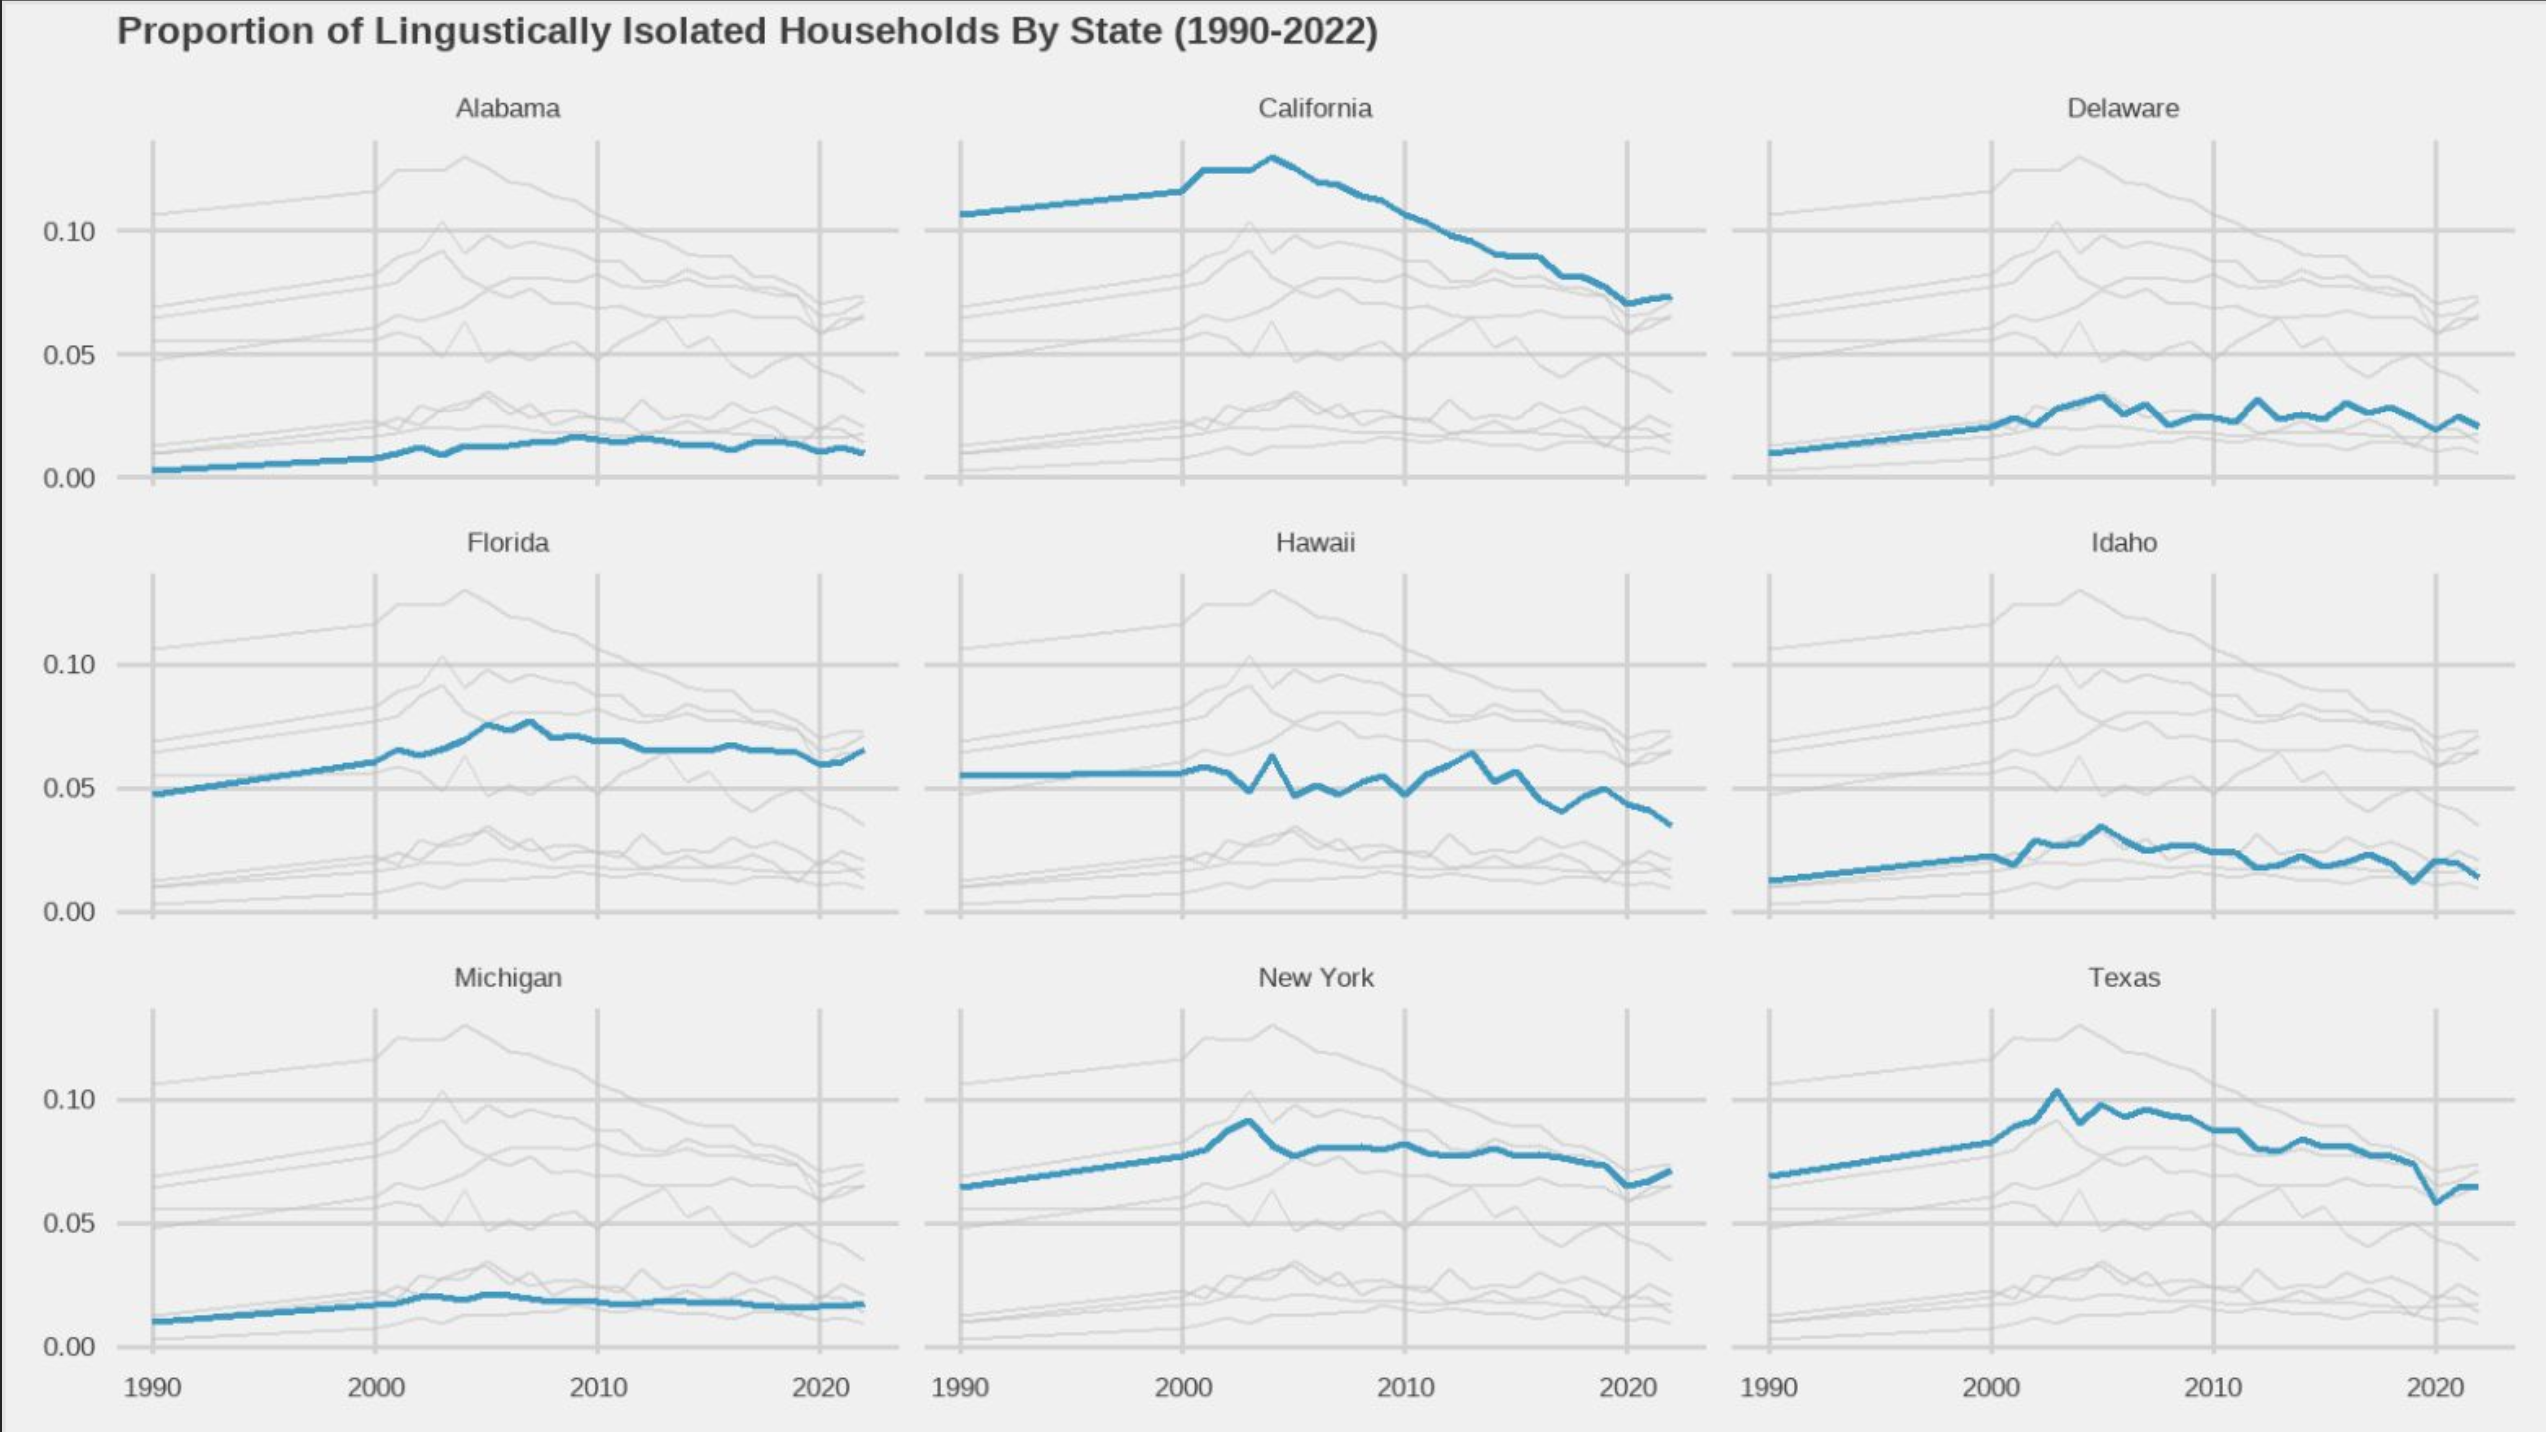 Proportion of Lingustically Isolated Households By State (1990-2022)
Alabama
California
Delaware
0.10
0.05
0.00
Florida
Hawaii
Idaho
0.10
0.05
0.00
Michigan
New York
Texas
0.10
0.05
0.00
1990 2000 2010 2020
1990 2000 2010 2020
1990 2000 2010 2020